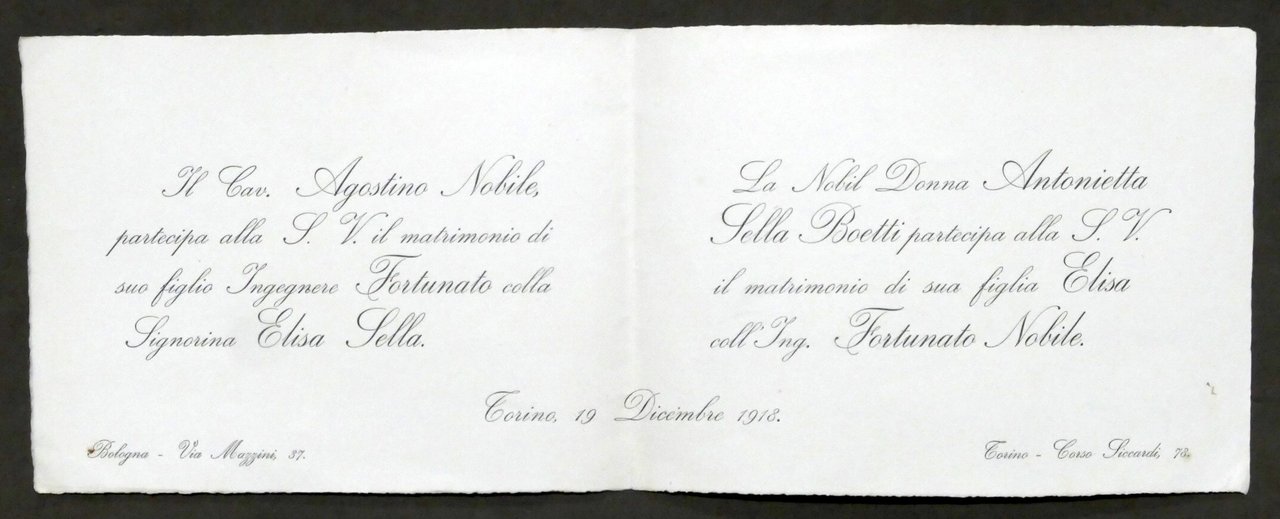 Il Cav. Agostino Nobile,
partecipa alla S. V. il matrimonio di
suo figlio Ingegnere Fortunato colla
Signorina Elisa Sella.
La Nobil Donna Antonietta
Sella Boetti partecipa alla S. V.
il matrimonio di sua figlia Elisa
coll'Ing. Fortunato Nobile.
Torino, 19 Dicembre 1918.
Bologna - Via Mazzini, 37.
Torino - Corso Siccardi, 73.